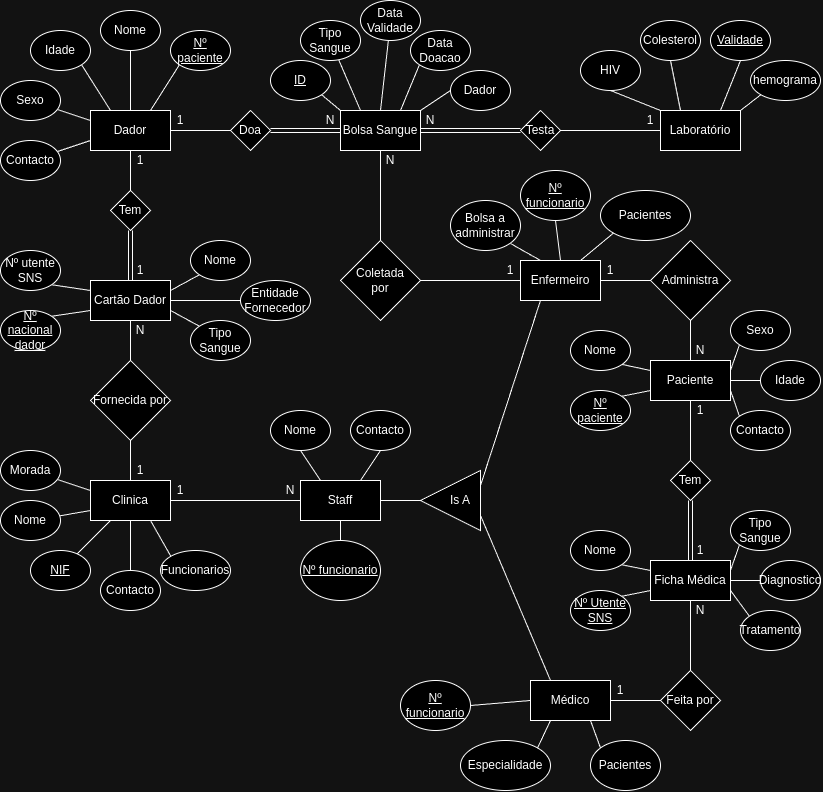 Data
Validade
Nome
Tipo
Sangue
Idade
Nº
paciente
Data
Doacao
Colesterol
Validade
HIV
ID
Dador
hemograma
Sexo
1
N
N
1
Dador
Doa
Bolsa Sangue
Testa
Laboratório
Contacto
1
N
Nº
funcionario
Tem
Bolsa a
administrar
Pacientes
Nº utente
SNS
Nome
1
Coletada
por
1
1
Enfermeiro
Administra
Cartão Dador
Entidade
Fornecedor
Nº
nacional
dador
N
Tipo
Sangue
Sexo
Nome
N
Paciente
Idade
Fornecida por
Nº
paciente
1
Contacto
Nome
Contacto
Morada
1
Tem
1
N
Clinica
Staff
Is A
Nome
Tipo
Sangue
Nome
1
NIF
Contacto
Funcionarios
Nº funcionario
Ficha Médica
Diagnostico
Nº Utente
SNS
N
Tratamento
Nº
funcionario
1
Médico
Feita por
Especialidade
Pacientes